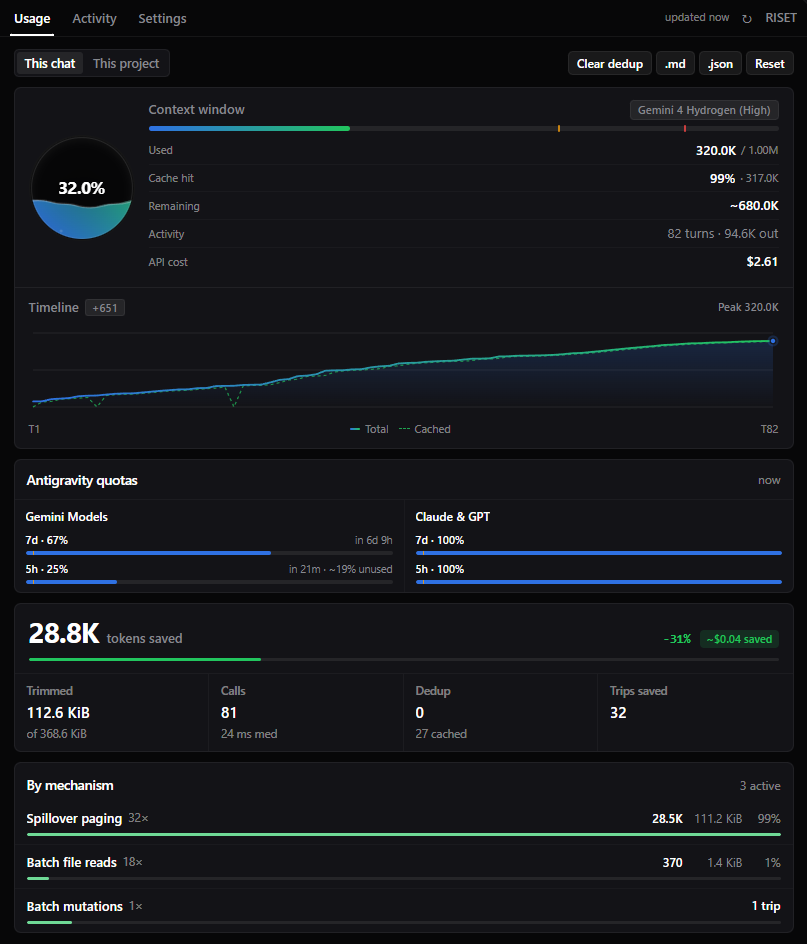 Usage Activity Settings updated now ↻ RISET
This chat This project Clear dedup .md .json Reset
Context window Gemini 4 Hydrogen (High)
32.0%
Used 320.0K / 1.00M
Cache hit 99% · 317.0K
Remaining ~680.0K
Activity 82 turns · 94.6K out
API cost $2.61
Timeline +651 Peak 320.0K
T1 Total Cached T82
Antigravity quotas now
Gemini Models
7d · 67% in 6d 9h
5h · 25% in 21m · ~19% unused
Claude & GPT
7d · 100%
5h · 100%
28.8K tokens saved -31% ~$0.04 saved
Trimmed
112.6 KiB
of 368.6 KiB
Calls
81
24 ms med
Dedup
0
27 cached
Trips saved
32
By mechanism 3 active
Spillover paging 32× 28.5K 111.2 KiB 99%
Batch file reads 18× 370 1.4 KiB 1%
Batch mutations 1× 1 trip